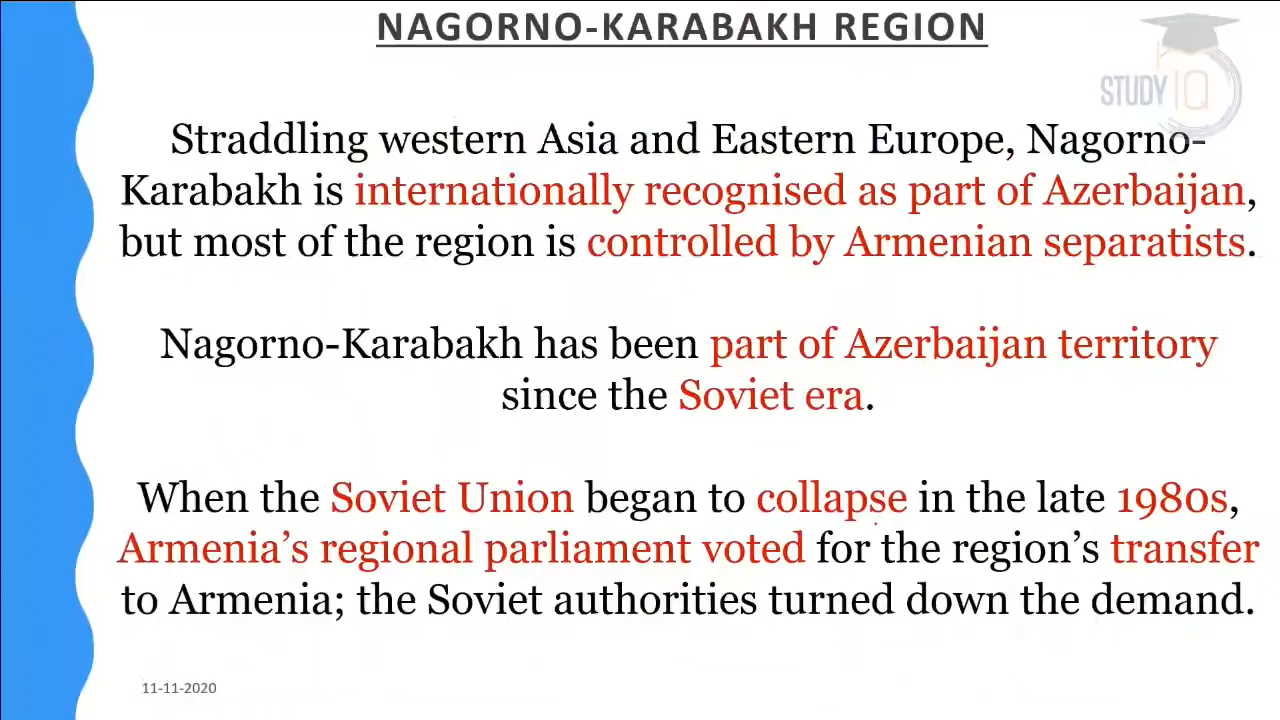 NAGORNO-KARABAKH REGION
STUDY IQ
Straddling western Asia and Eastern Europe, Nagorno-
Karabakh is internationally recognised as part of Azerbaijan,
but most of the region is controlled by Armenian separatists.
Nagorno-Karabakh has been part of Azerbaijan territory
since the Soviet era.
When the Soviet Union began to collapse in the late 1980s,
Armenia’s regional parliament voted for the region’s transfer
to Armenia; the Soviet authorities turned down the demand.
11-11-2020